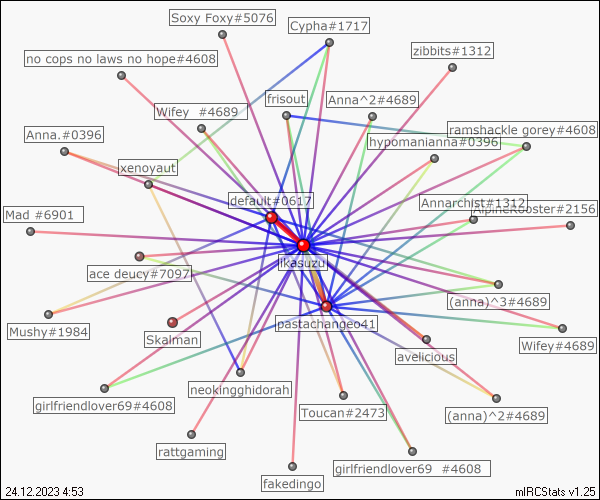 Soxy Foxy#5076
Cypha#1717
zibbits#1312
no cops no laws no hope#4608
frisout
Anna^2#4689
Wifey  #4689
ramshackle gorey#4608
Anna.#0396
hypomanianna#0396
xenoyaut
default#0617
Annarchist#1312
AlpineRooster#2156
Mad #6901
ikasuzu
ace deucy#7097
(anna)^3#4689
pastachangeo41
Mushy#1984
Skalman
Wifey#4689
avelicious
neokingghidorah
girlfriendlover69#4608
Toucan#2473
(anna)^2#4689
rattgaming
girlfriendlover69  #4608
fakedingo
24.12.2023 4:53
mIRCStats v1.25